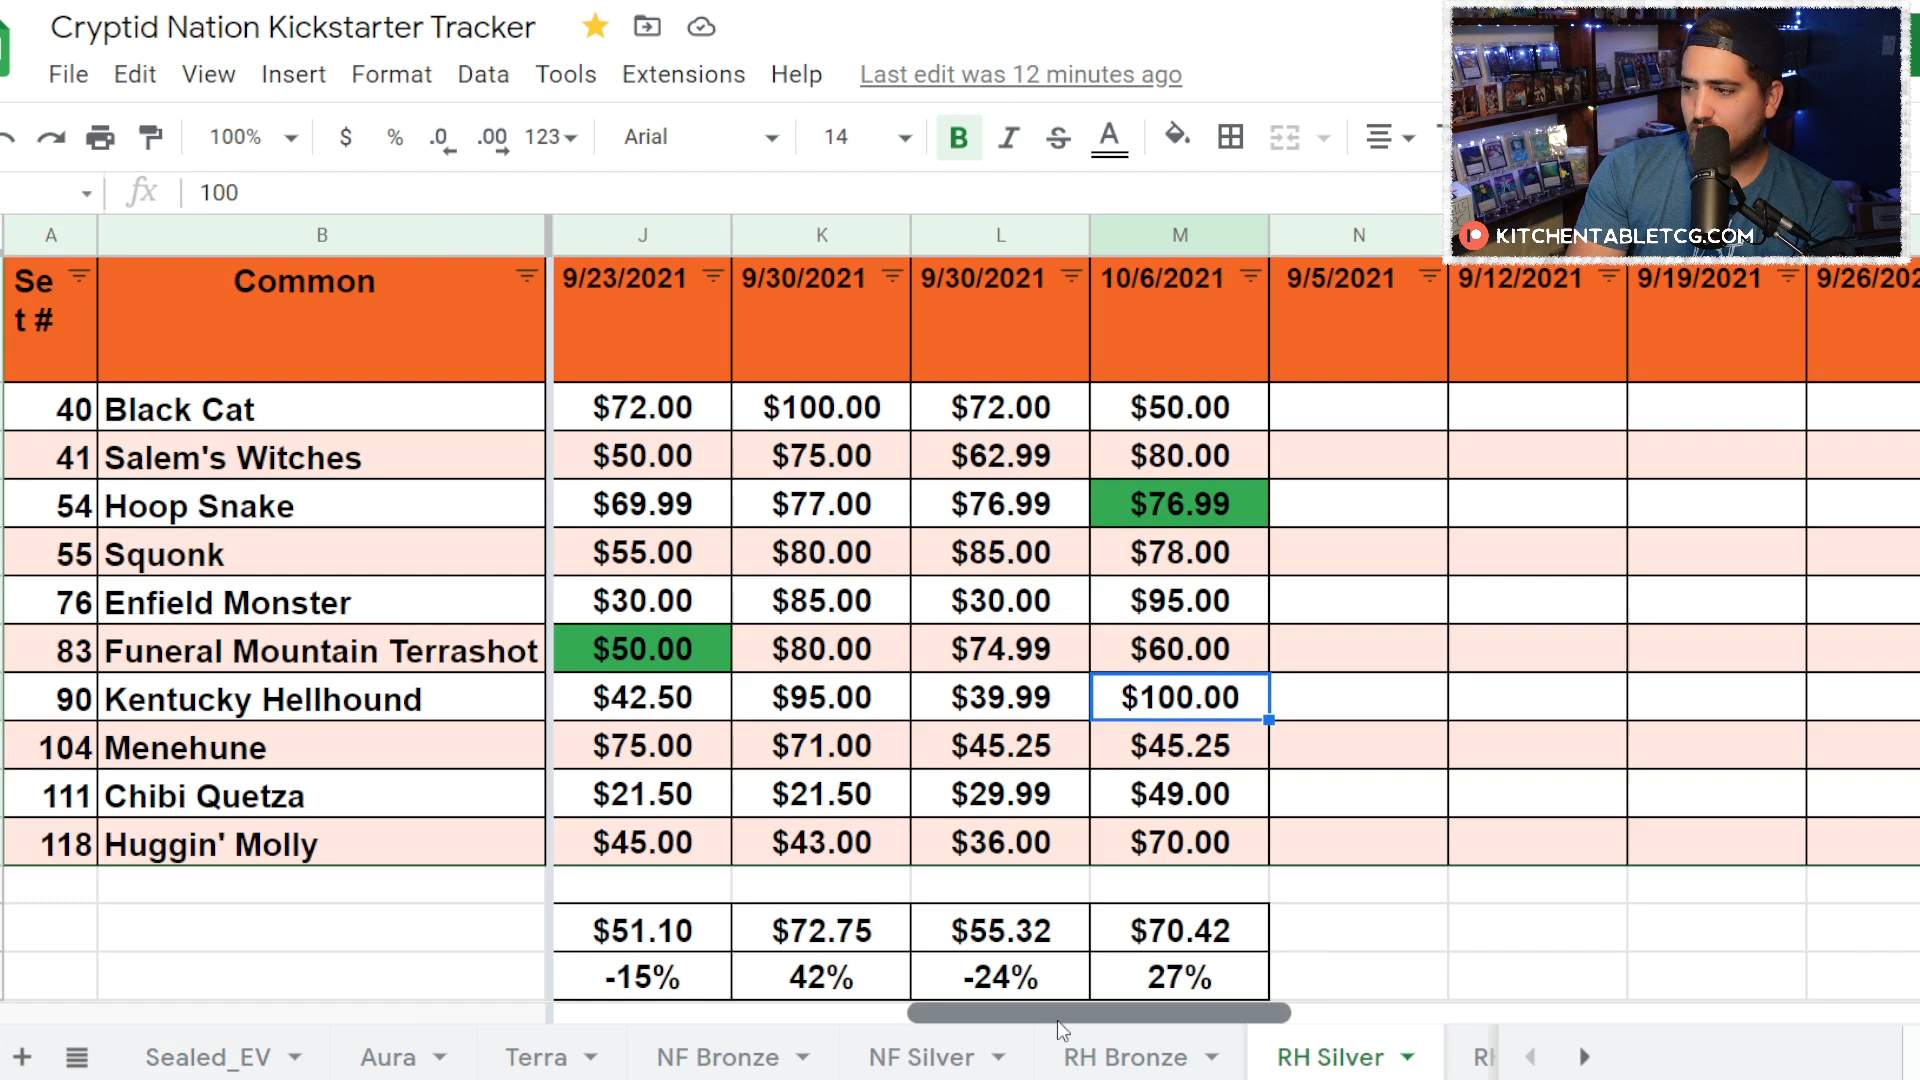 Cryptid Nation Kickstarter Tracker
File Edit View Insert Format Data Tools Extensions Help Last edit was 12 minutes ago
100% $ % .0 .00 123 Arial 14 B I S A
fx 100
KITCHENTABLETCG.COM
A B J K L M N
Se t # Common 9/23/2021 9/30/2021 9/30/2021 10/6/2021 9/5/2021 9/12/2021 9/19/2021 9/26/202
40 Black Cat $72.00 $100.00 $72.00 $50.00
41 Salem's Witches $50.00 $75.00 $62.99 $80.00
54 Hoop Snake $69.99 $77.00 $76.99 $76.99
55 Squonk $55.00 $80.00 $85.00 $78.00
76 Enfield Monster $30.00 $85.00 $30.00 $95.00
83 Funeral Mountain Terrashot $50.00 $80.00 $74.99 $60.00
90 Kentucky Hellhound $42.50 $95.00 $39.99 $100.00
104 Menehune $75.00 $71.00 $45.25 $45.25
111 Chibi Quetza $21.50 $21.50 $29.99 $49.00
118 Huggin' Molly $45.00 $43.00 $36.00 $70.00
$51.10 $72.75 $55.32 $70.42
-15% 42% -24% 27%
Sealed_EV Aura Terra NF Bronze NF Silver RH Bronze RH Silver